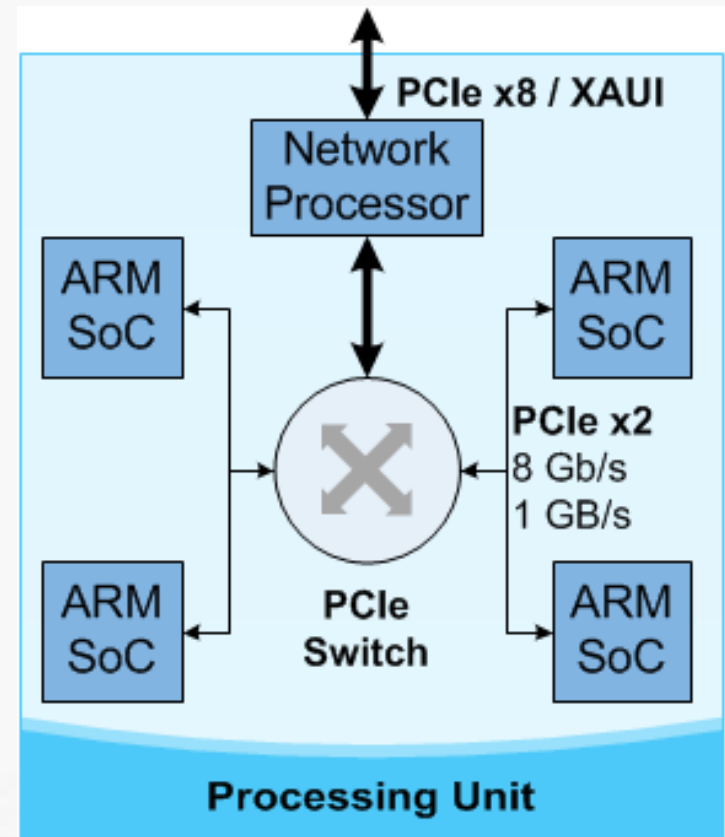 PCIe x8 / XAUI
Network
Processor
ARM
SoC
ARM
SoC
PCIe x2
8 Gb/s
1 GB/s
ARM
SoC
PCIe
Switch
ARM
SoC
Processing Unit